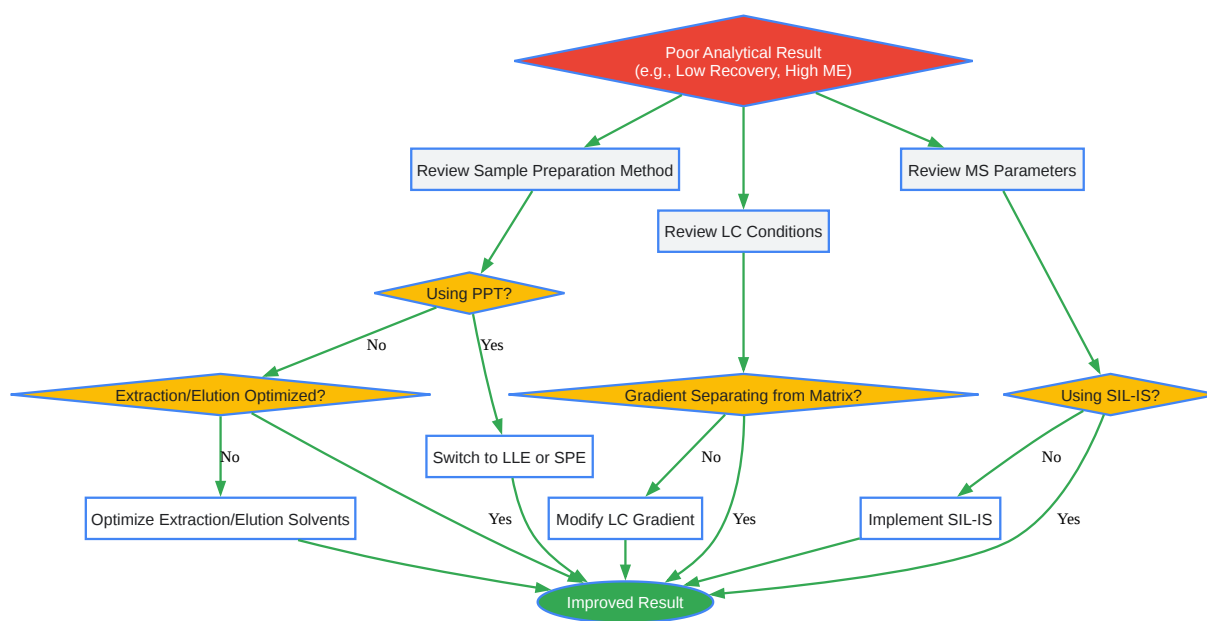 Poor Analytical Result
(e.g., Low Recovery, High ME)
Review Sample Preparation Method
Review MS Parameters
Review LC Conditions
Using PPT?
No
Yes
Extraction/Elution Optimized?
Gradient Separating from Matrix?
Using SIL-IS?
No
Switch to LLE or SPE
No
No
Optimize Extraction/Elution Solvents
Yes
Modify LC Gradient
Yes
Implement SIL-IS
Yes
Improved Result